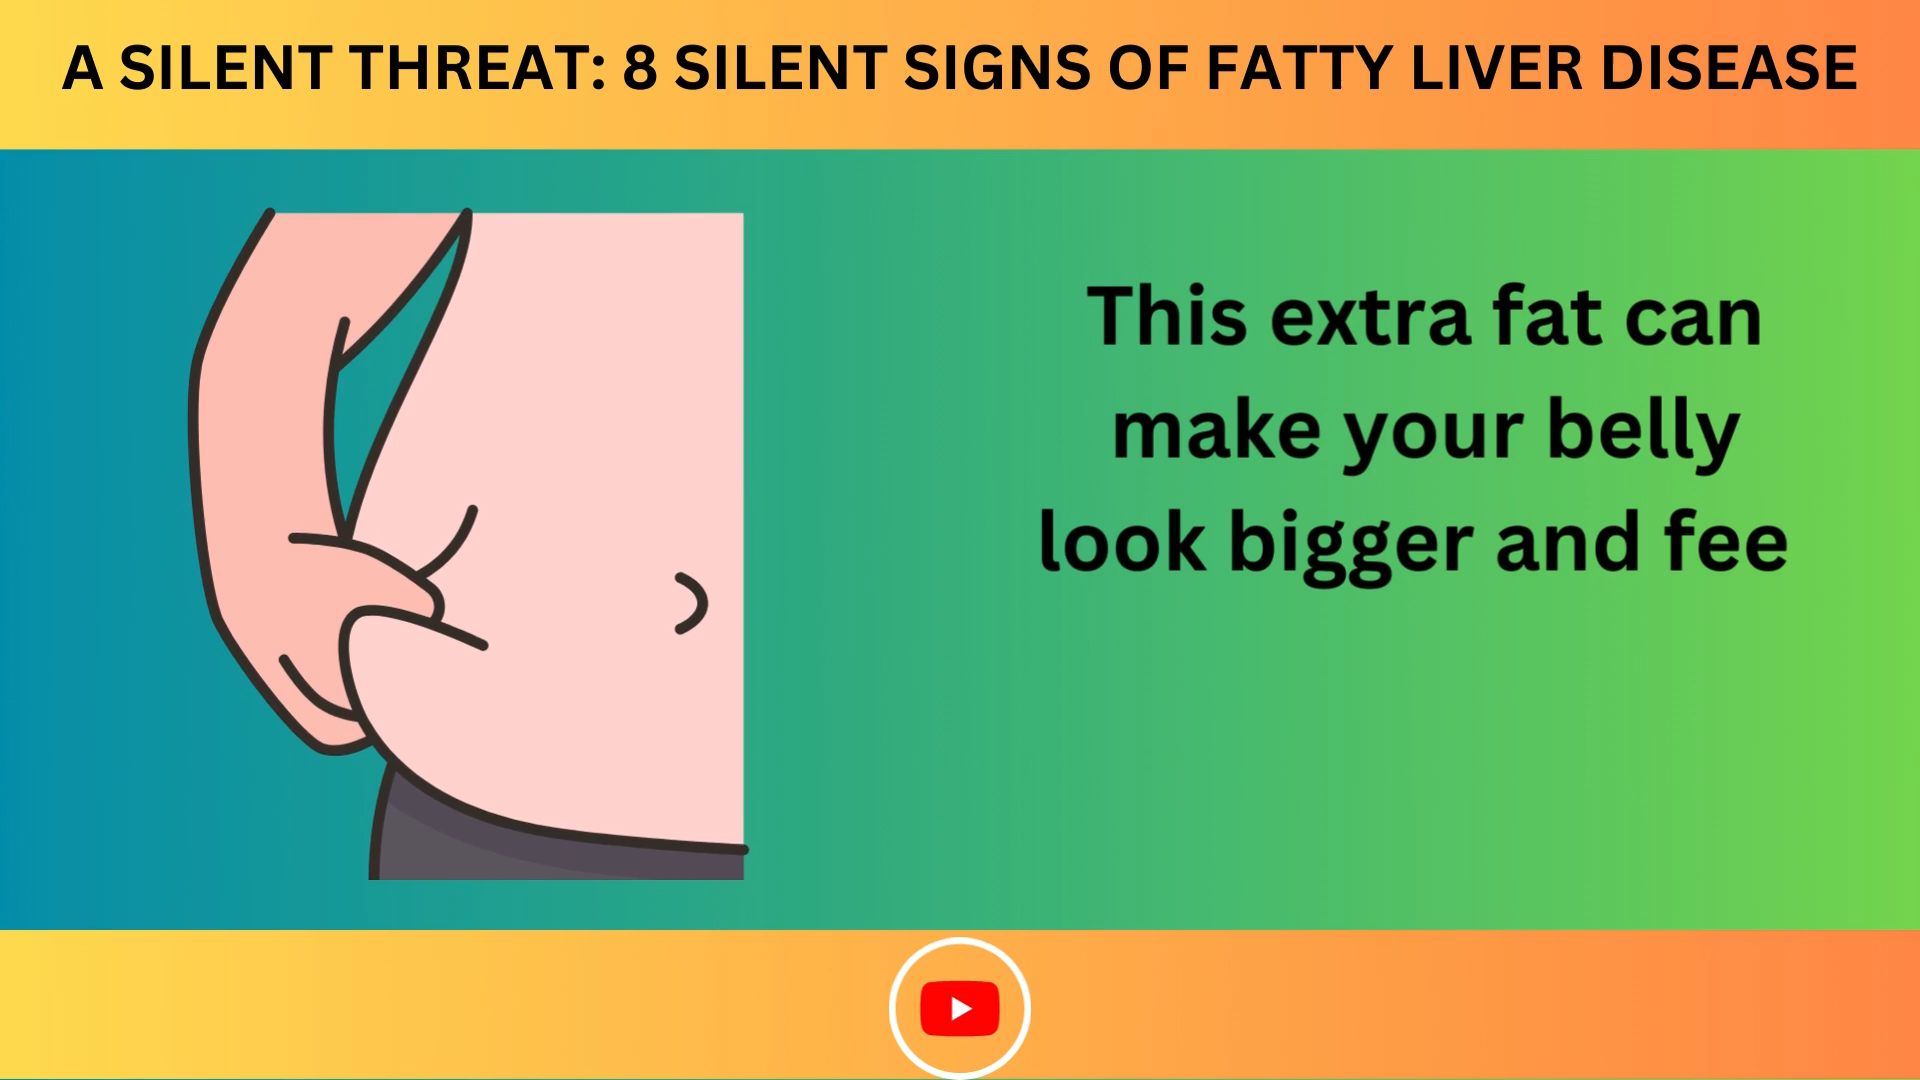 A SILENT THREAT: 8 SILENT SIGNS OF FATTY LIVER DISEASE
This extra fat can
make your belly
look bigger and fee